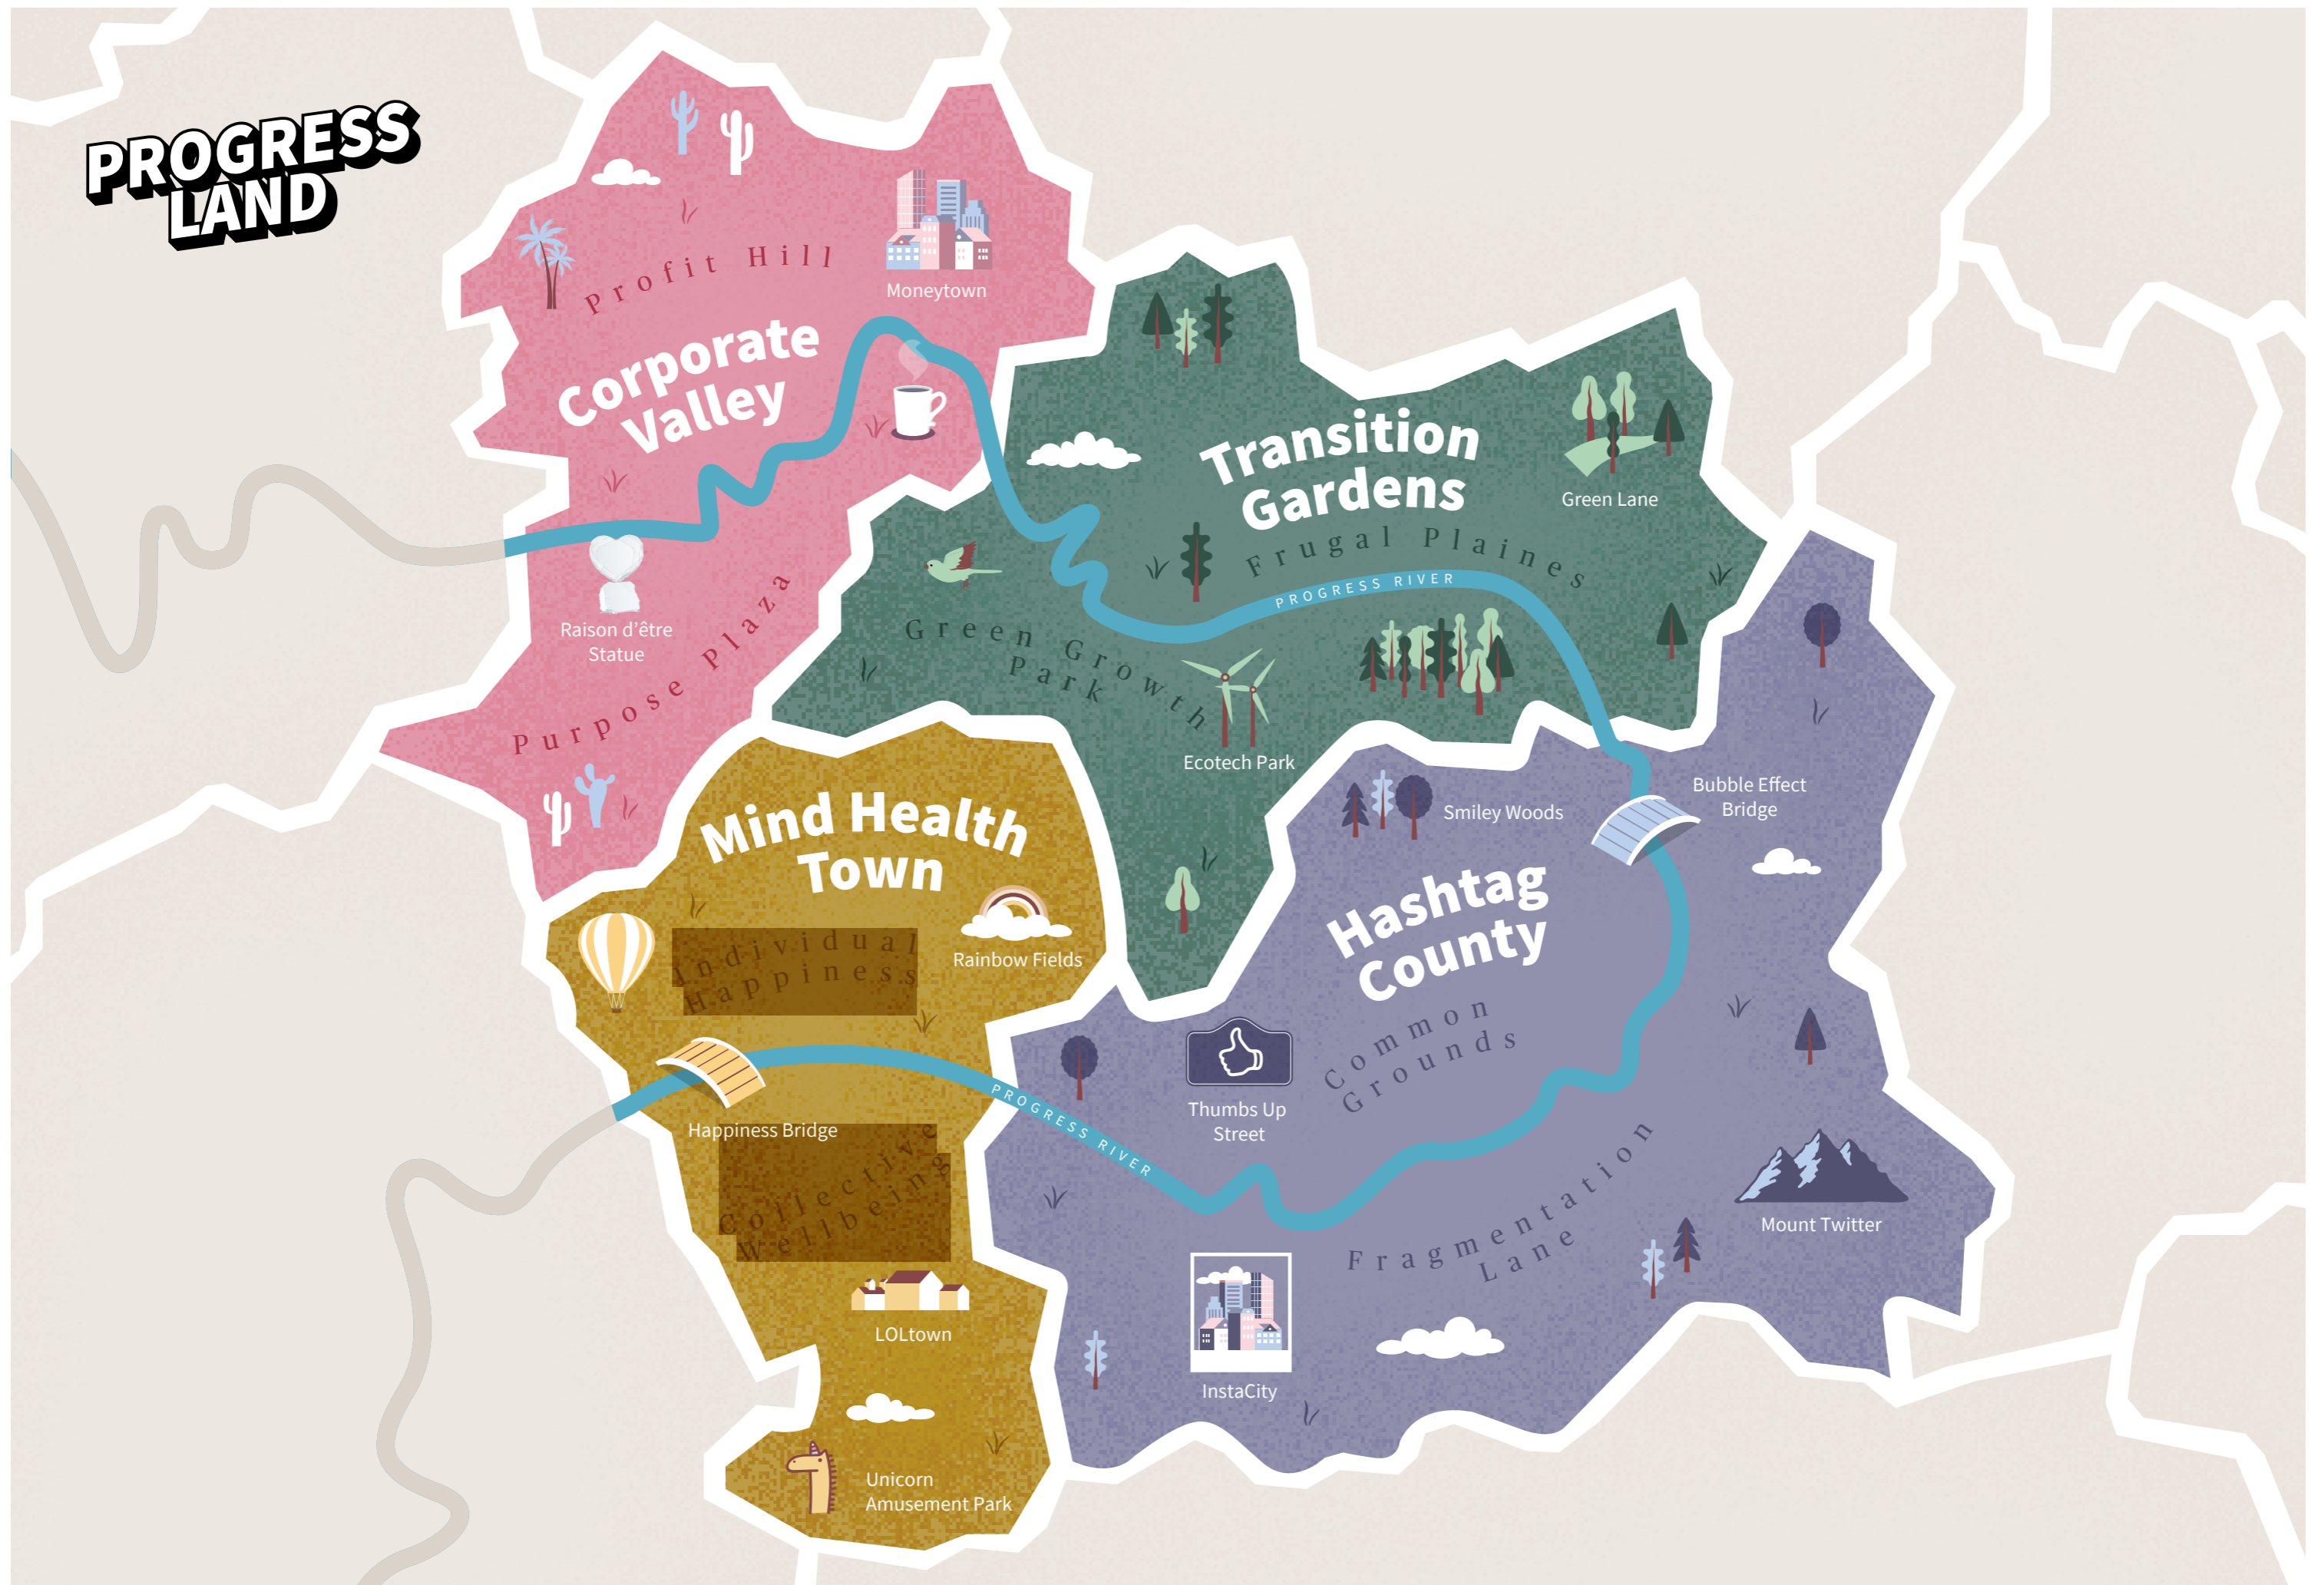 PROGRESS
LAND
Profit Hill
Moneytown
Corporate
Valley
Raison d’être
Statue
Purpose Plaza
Transition
Gardens
Green Lane
Frugal Plaines
PROGRESS RIVER
Green Growth
Park
Ecotech Park
Mind Health
Town
Rainbow Fields
Individual
Happiness
Happiness Bridge
Collective
Wellbeing
LOLtown
Unicorn
Amusement Park
Smiley Woods
Bubble Effect
Bridge
Hashtag
County
Common
Grounds
Thumbs Up
Street
PROGRESS RIVER
Fragmentation
Lane
Mount Twitter
InstaCity